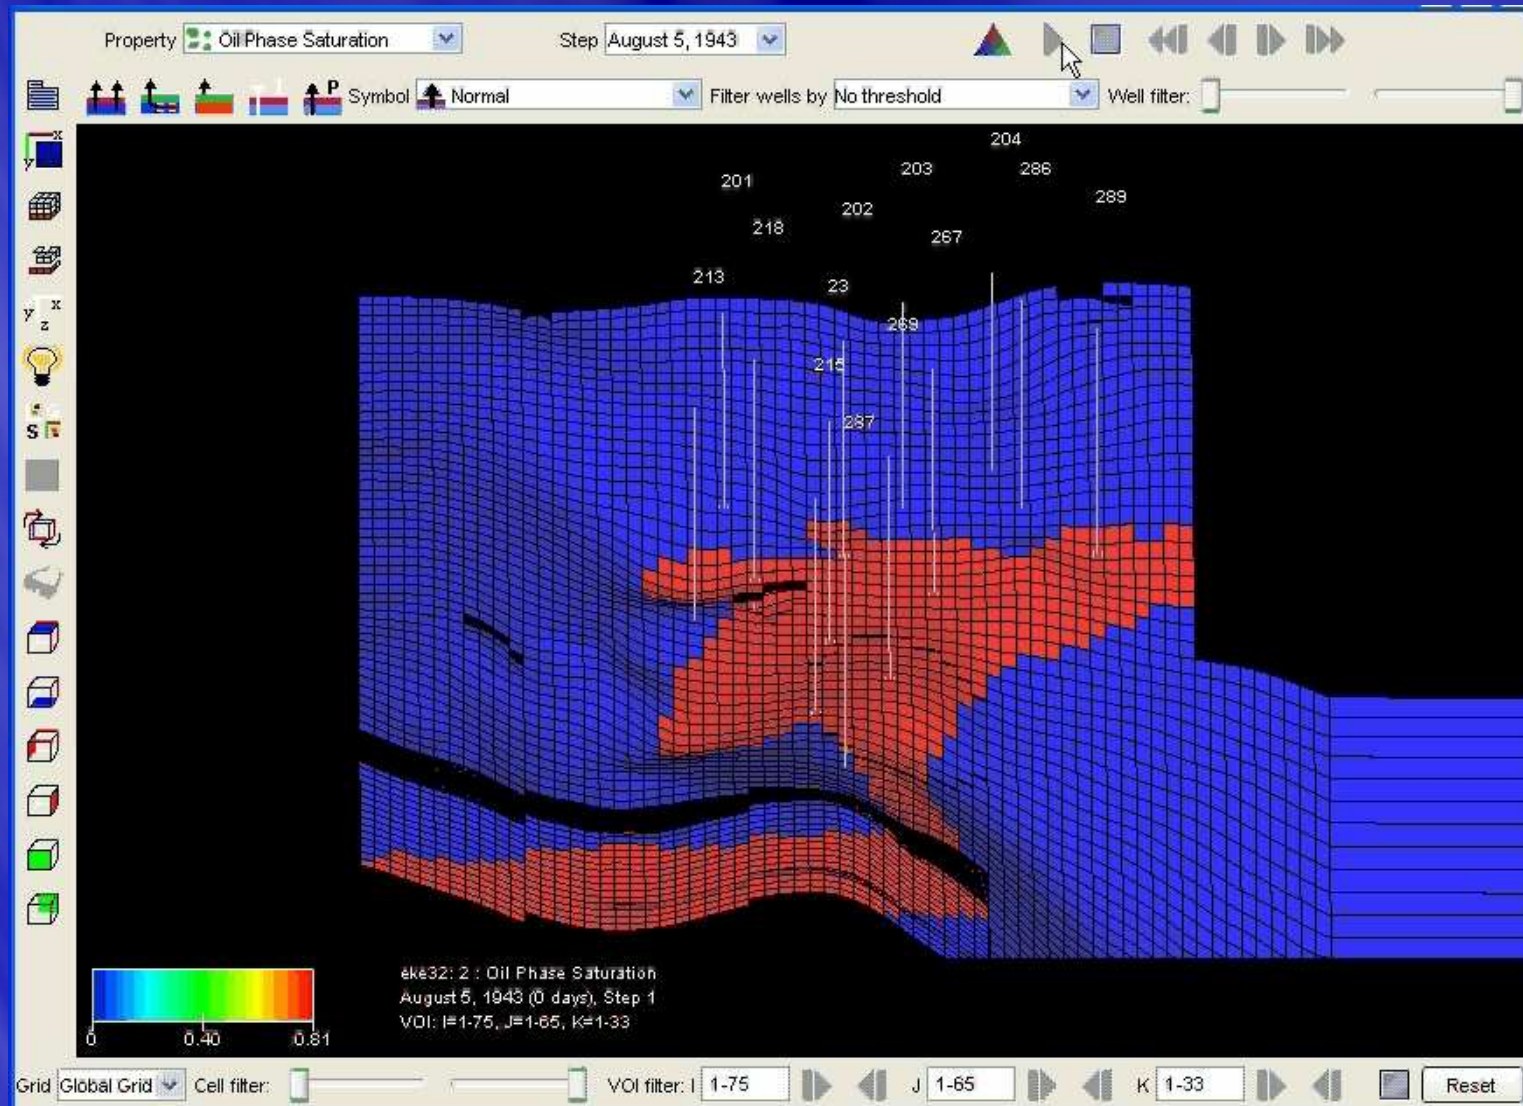 Property Oil Phase Saturation Step August 5, 1943
P Symbol Normal Filter wells by No threshold Well filter:
x
y
204
203 286
201
289
202
218
267
213
23
269
215
287
y x
z
S
eke32: 2 : Oil Phase Saturation
August 5, 1943 (0 days), Step 1
VOI: I=1-75, J=1-65, K=1-33
0 0.40 0.81
Grid Global Grid Cell filter: VOI filter: I 1-75 J 1-65 K 1-33 Reset